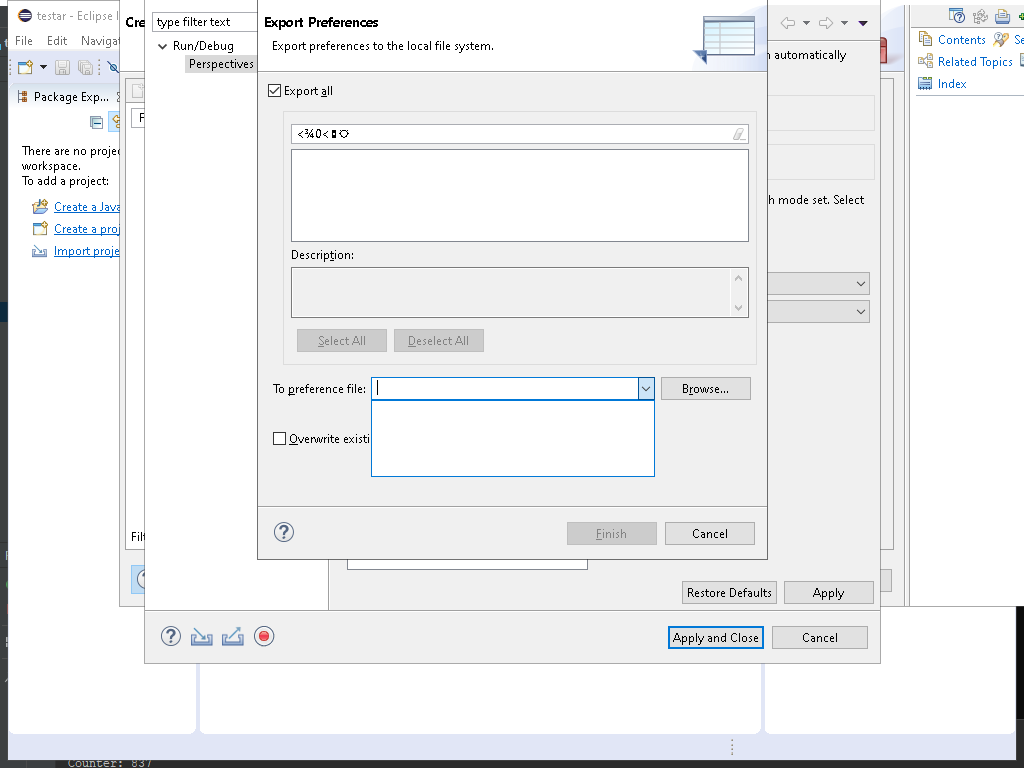 testar - Eclipse I
File Edit Navigat
Package Exp...
There are no projec
workspace.
To add a project:
Create a Java
Create a proj
Import proje
Cre
type filter text
Run/Debug
Perspectives
Export Preferences
Export preferences to the local file system.
Export all
Description:
Select All
Deselect All
To preference file:
Browse...
Overwrite existi
Finish
Cancel
automatically
h mode set. Select
Restore Defaults
Apply
Apply and Close
Cancel
Contents
Se
Related Topics
Index
Filt
Counter: 837